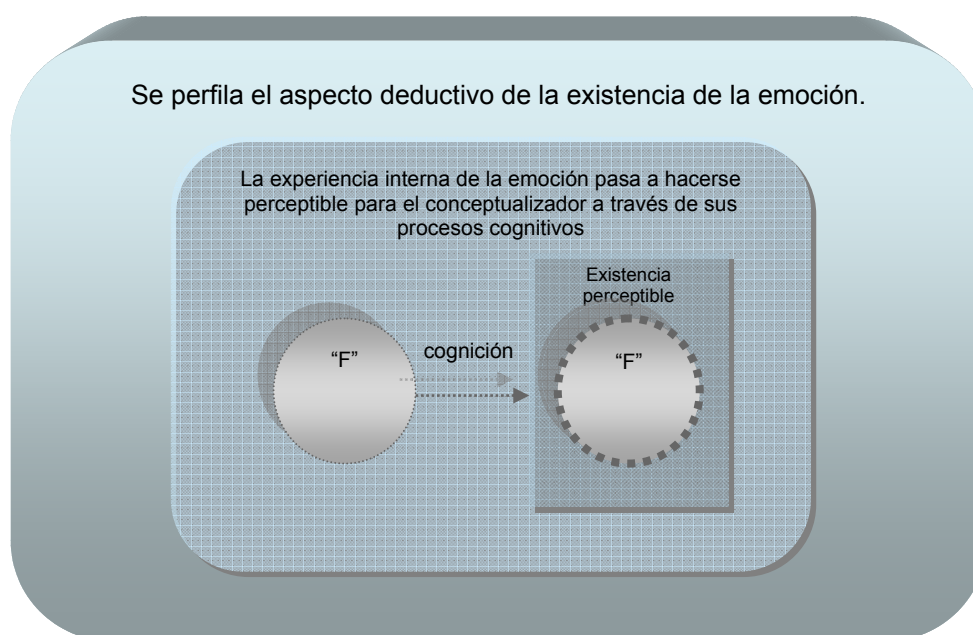 Se perfila el aspecto deductivo de la existencia de la emoción.
La experiencia interna de la emoción pasa a hacerse
perceptible para el conceptualizador a través de sus
procesos cognitivos
Existencia
perceptible
“F”
cognición
“F”